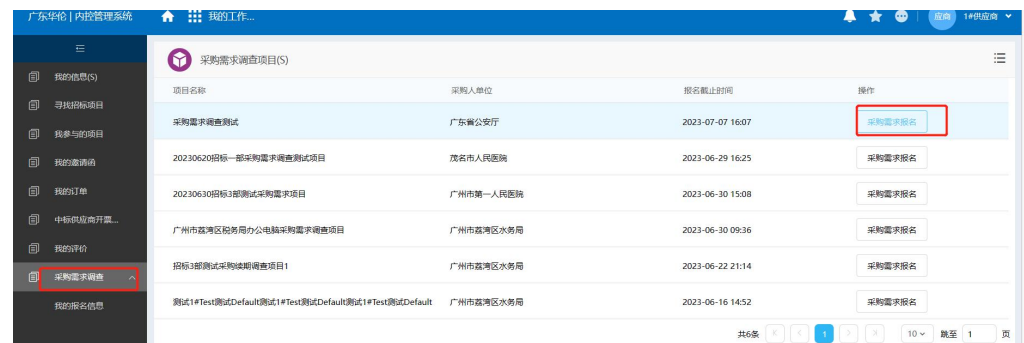 广东华伦 | 内控管理系统
我的工作...
应商
1#供应商
采购需求调查项目(S)
我的信息(S)
寻找招标项目
我参与的项目
我的邀请函
我的订单
中标供应商开票...
我的评价
采购需求调查
我的报名信息
项目名称 采购人单位 报名截止时间 操作
采购需求调查测试 广东省公安厅 2023-07-07 16:07 采购需求报名
20230620招标一部采购需求调查测试项目 茂名市人民医院 2023-06-29 16:25 采购需求报名
20230630招标3部测试采购需求项目 广州市第一人民医院 2023-06-30 15:08 采购需求报名
广州市荔湾区税务局办公电脑采购需求调查项目 广州市荔湾区水务局 2023-06-30 09:36 采购需求报名
招标3部测试采购续期调查项目1 广州市荔湾区水务局 2023-06-22 21:14 采购需求报名
测试1#Test测试Default测试1#Test测试Default测试1#Test测试Default 广州市荔湾区水务局 2023-06-16 14:52 采购需求报名
共6条 1 10 跳至 1 页